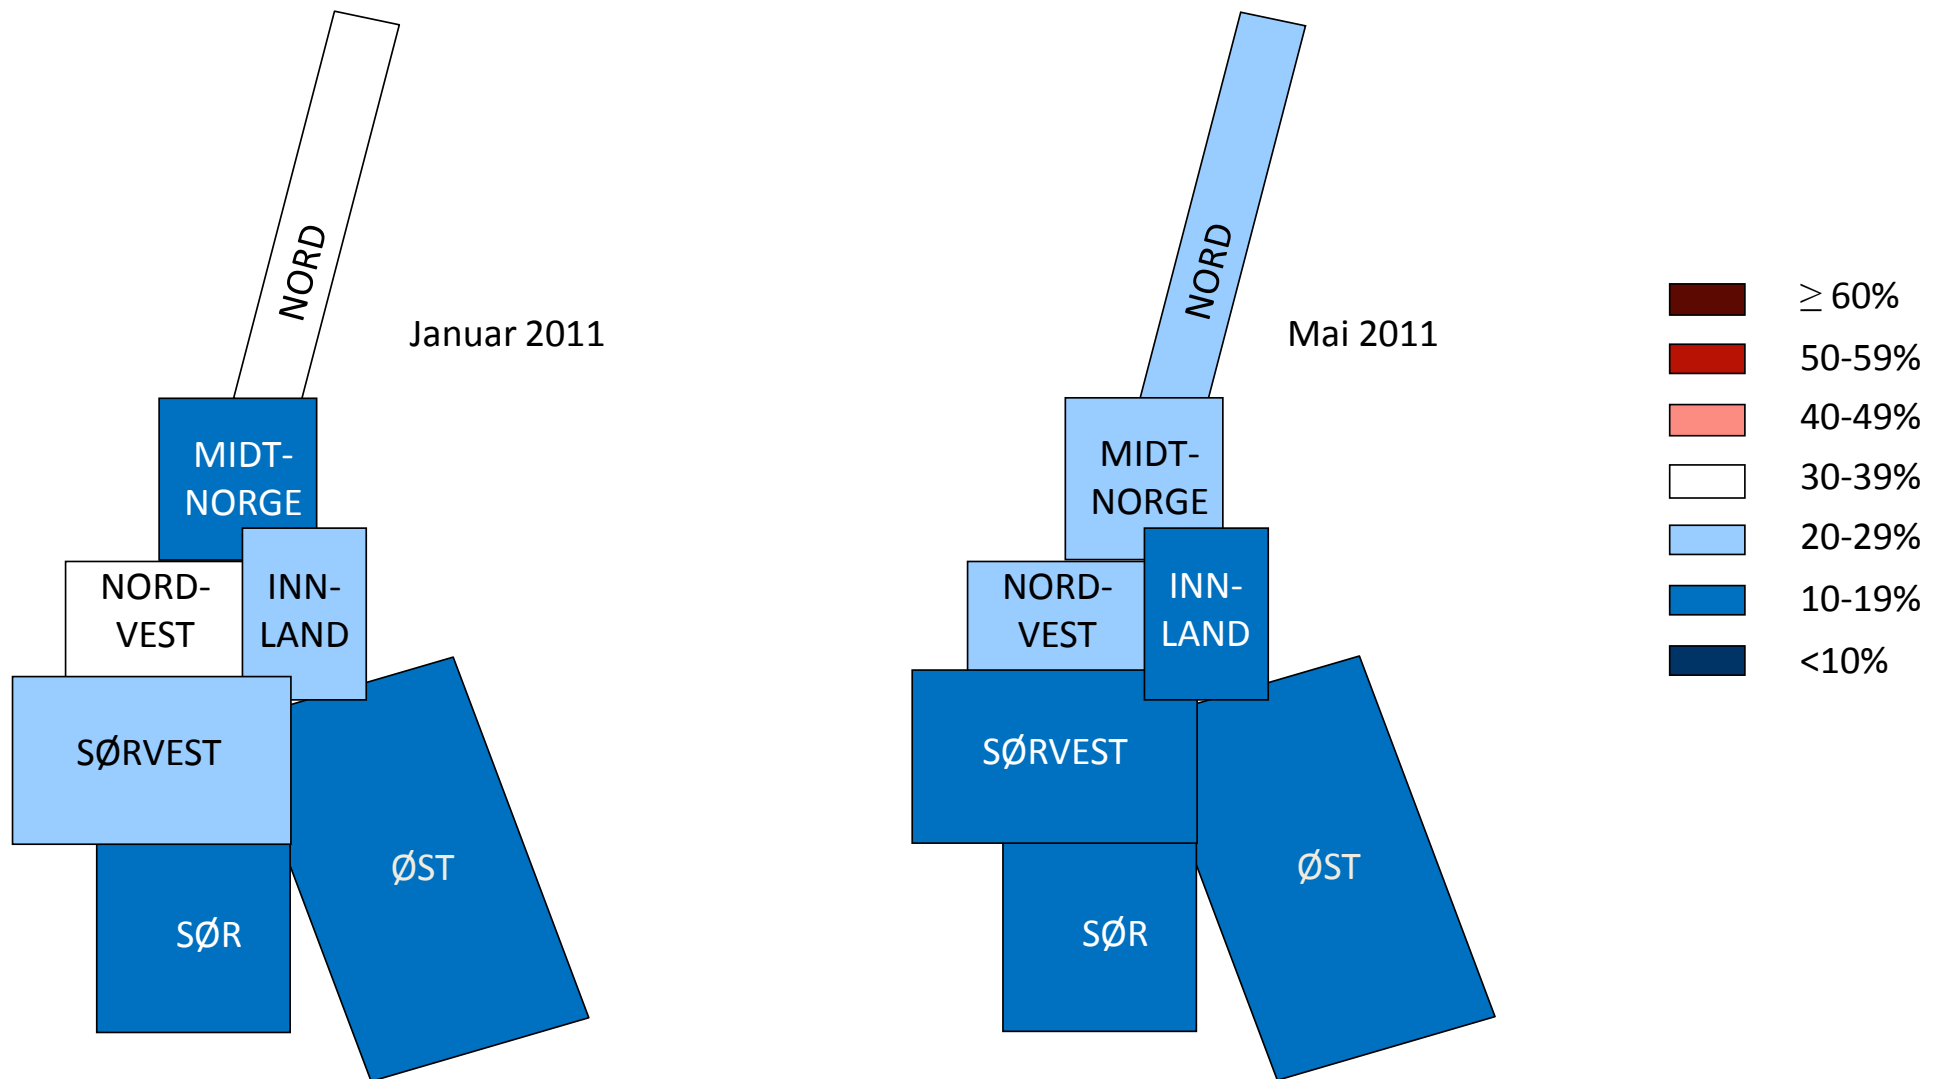 NORD
Januar 2011
MIDT-
NORGE
NORD-
VEST
INN-
LAND
SØRVEST
ØST
SØR
NORD
Mai 2011
MIDT-
NORGE
NORD-
VEST
INN-
LAND
SØRVEST
ØST
SØR
≥ 60%
50-59%
40-49%
30-39%
20-29%
10-19%
<10%